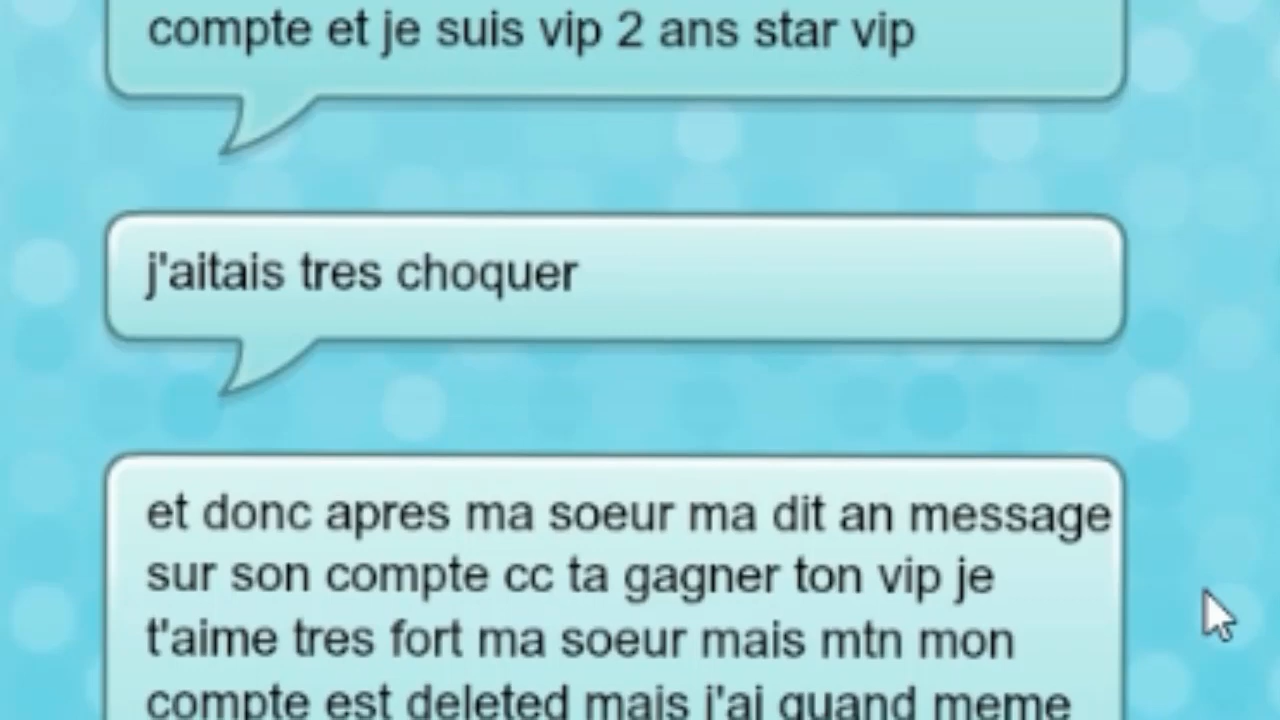 compte et je suis vip 2 ans star vip
j'aitais tres choquer
et donc apres ma soeur ma dit an message
sur son compte cc ta gagner ton vip je
t'aime tres fort ma soeur mais mtn mon
compte est deleted mais j'ai quand meme